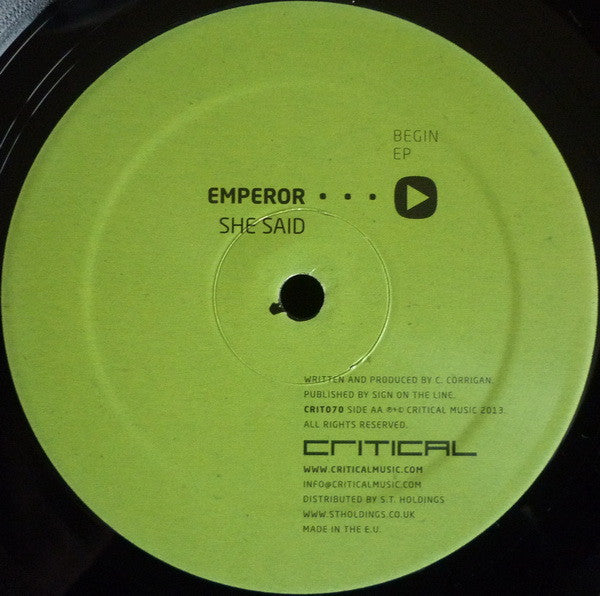 BEGIN
EP
EMPEROR • • •
SHE SAID
WRITTEN AND PRODUCED BY C. CORRIGAN.
PUBLISHED BY SIGN ON THE LINE.
CRIT070 SIDE AA ℗+© CRITICAL MUSIC 2013.
ALL RIGHTS RESERVED.
CRITICAL
WWW.CRITICALMUSIC.COM
INFO@CRITICALMUSIC.COM
DISTRIBUTED BY S.T. HOLDINGS
WWW.STHOLDINGS.CO.UK
MADE IN THE E.U.